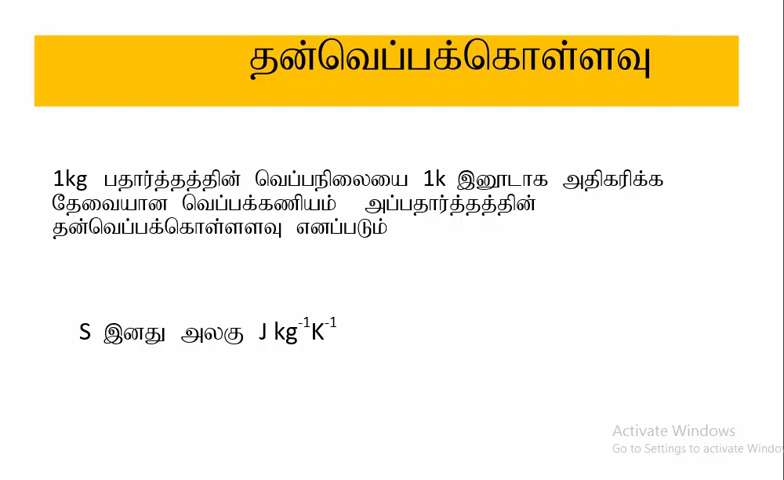 தன்வெப்பக்கொள்ளவு
1kg பதார்த்தத்தின் வெப்பநிலையை 1k இனூடாக அதிகரிக்க
தேவையான வெப்பக்கணியம் அப்பதார்த்தத்தின்
தன்வெப்பக்கொள்ளளவு எனப்படும்
S இனது அலகு J kg⁻¹K⁻¹
Activate Windows
Go to Settings to activate Windo